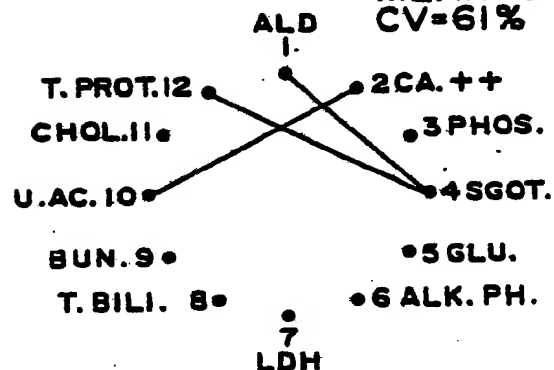 ALD
1.
CV=61%
T. PROT. 12
2 CA. ++
CHOL. 11
3 PHOS.
U. AC. 10
4 SGOT.
BUN. 9
5 GLU.
T. BILI. 8
6 ALK. PH.
7
LDH